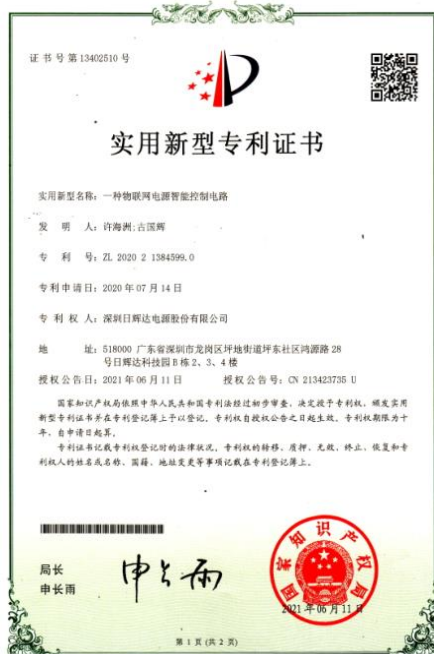 证书号第13402510号
实用新型专利证书
实用新型名称：一种物联网电源智能控制电路
发 明 人：许海洲;古国辉
专 利 号：ZL 2020 2 1384599.0
专利申请日：2020年07月14日
专 利 权 人：深圳日辉达电源股份有限公司
地 址：518000 广东省深圳市龙岗区坪地街道坪东社区鸿源路28
号日辉达科技园B栋2、3、4楼
授权公告日：2021年06月11日 授权公告号：CN 213423735 U
国家知识产权局依照中华人民共和国专利法经过初步审查，决定授予专利权，颁发实用
新型专利证书并在专利登记簿上予以登记。专利权自授权公告之日起生效。专利权期限为十
年，自申请日起算。
专利证书记载专利权登记时的法律状况。专利权的转移、质押、无效、终止、恢复和专
利权人的姓名或名称、国籍、地址变更等事项记载在专利登记簿上。
局长
申长雨
申长雨
国家知识产权局
2021年06月11日
第1页(共2页)